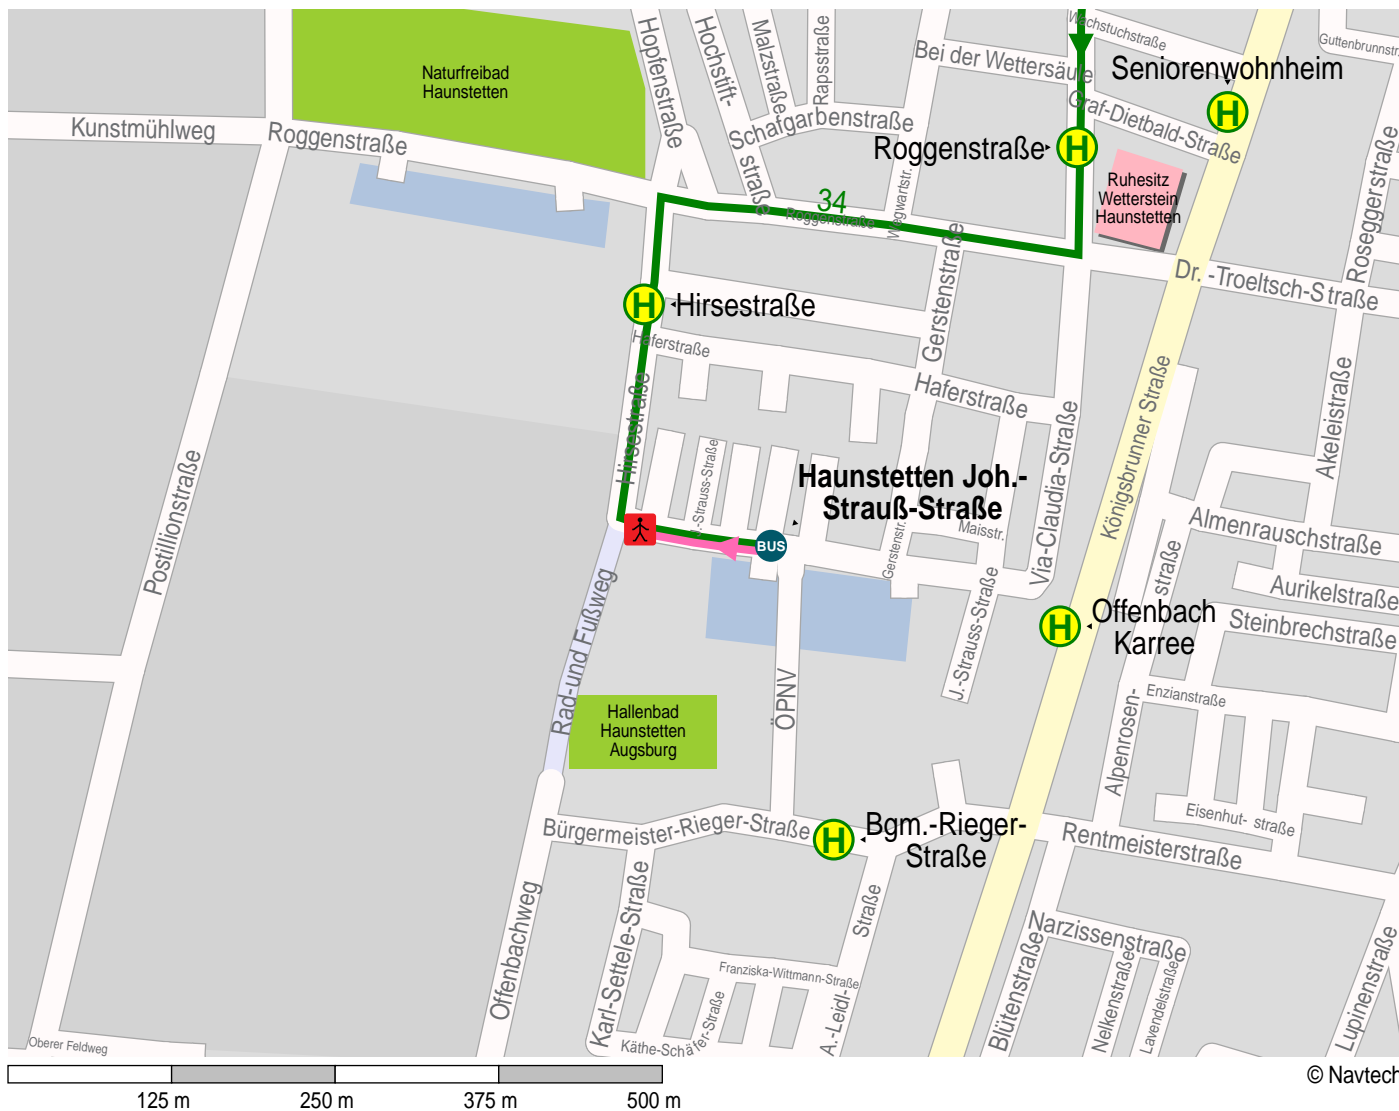 Wachstuchstraße
Guttenbrunnstr.
Hopfenstraße
Hochstift-
straße
Malzstraße
Rapsstraße
Bei der Wettersäule
Seniorenwohnheim
H
Naturfreibad
Haunstetten
Graf-Dietbald-Straße
Kunstmühlweg
Roggenstraße
Schafgarbenstraße
Roggenstraße
H
Ruhesitz
Wetterstein
Haunstetten
34
Roggenstraße
Wegwartstr.
Gerstenstraße
Roseggerstraße
Dr. -Troeltsch-Straße
H
Hirsestraße
Haferstraße
Haferstraße
Hirsestraße
Königsbrunner Straße
Akeleistraße
Via-Claudia-Straße
Postillionstraße
J.-Strauss-Straße
Haunstetten Joh.-
Strauß-Straße
BUS
Gerstenstr.
Maisstr.
Almenrauschstraße
Aurikelstraße
Steinbrechstraße
J.-Strauss-Straße
H
Offenbach
Karree
Rad-und Fußweg
ÖPNV
Enzianstraße
Alpenrosen-
straße
Hallenbad
Haunstetten
Augsburg
Eisenhut- straße
Bürgermeister-Rieger-Straße
H
Bgm.-Rieger-
Straße
Rentmeisterstraße
Offenbachweg
Karl-Settele-Straße
A.-Leidl-
Straße
Franziska-Wittmann-Straße
Käthe-Schäfer-Straße
Narzissenstraße
Blütenstraße
Nelkenstraße
Lavendelstraße
Lupinenstraße
Oberer Feldweg
© Navtech
125 m
250 m
375 m
500 m